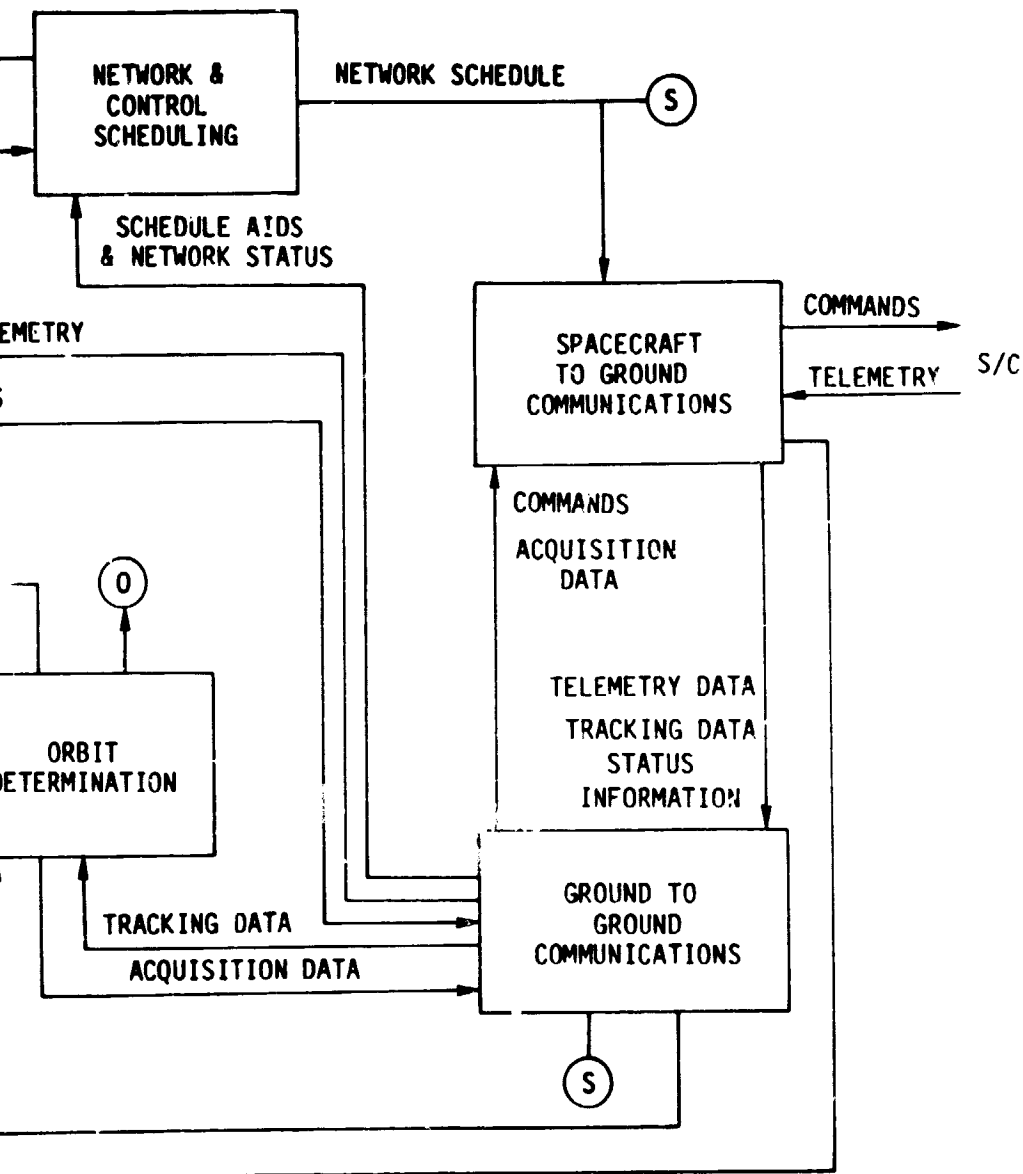 NETWORK &
CONTROL
SCHEDULING
NETWORK SCHEDULE
S
SCHEDULE AIDS
& NETWORK STATUS
EMETRY
S
SPACECRAFT
TO GROUND
COMMUNICATIONS
COMMANDS
TELEMETRY
S/C
COMMANDS
ACQUISITION
DATA
O
ORBIT
DETERMINATION
TELEMETRY DATA
TRACKING DATA
STATUS
INFORMATION
TRACKING DATA
ACQUISITION DATA
GROUND TO
GROUND
COMMUNICATIONS
S